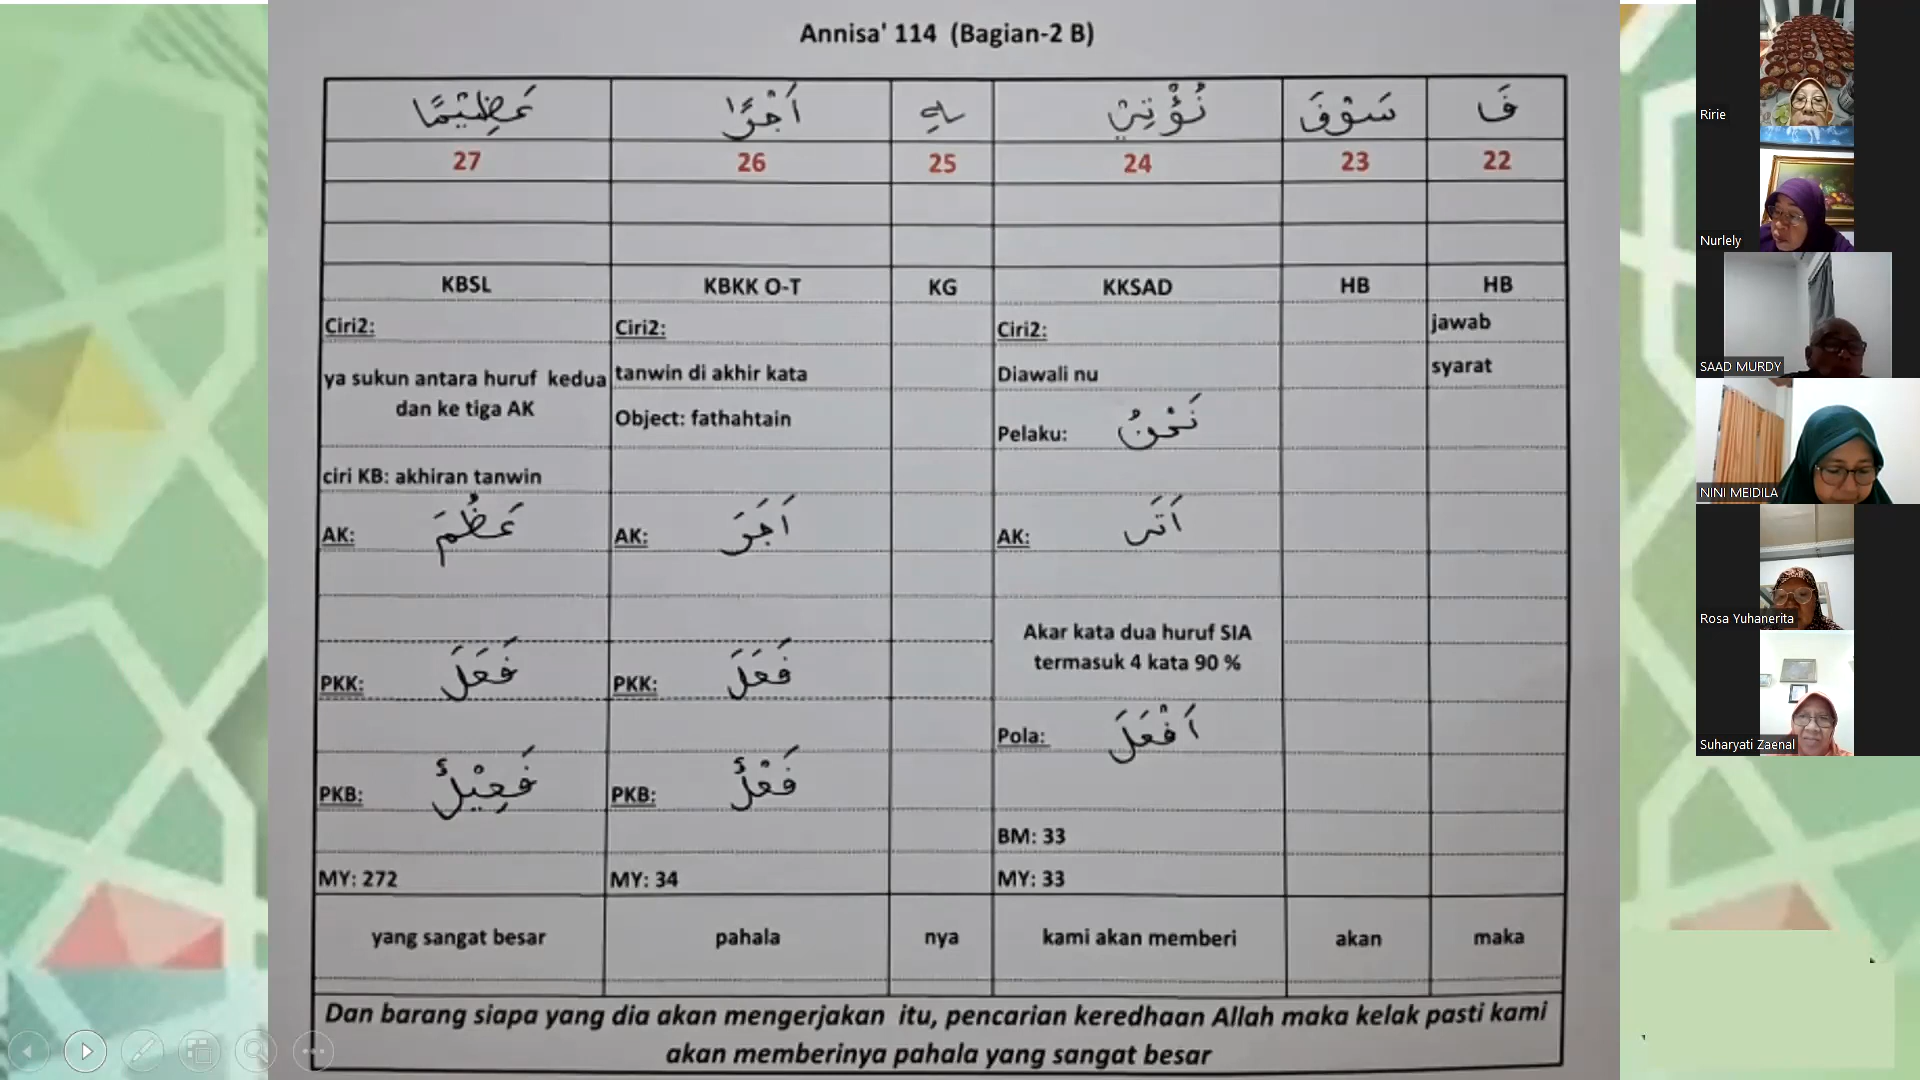 Annisa' 114 (Bagian-2 B)
عَظِيْمًا اَجْرًا ـهِ نُؤْتِيْ سَوْفَ فَ
27 26 25 24 23 22
KBSL KBKK O-T KG KKSAD HB HB
Ciri2: Ciri2: Ciri2: jawab
ya sukun antara huruf kedua tanwin di akhir kata Diawali nu syarat
dan ke tiga AK Object: fathahtain Pelaku: نَحْنُ
ciri KB: akhiran tanwin
AK: عَظُمَ AK: اَجَرَ AK: اَتَى
Akar kata dua huruf SIA
termasuk 4 kata 90 %
PKK: فَعَلَ PKK: فَعَلَ
Pola: اَفْعَلَ
PKB: فَعِيْلٌ PKB: فَعْلٌ
BM: 33
MY: 272 MY: 34 MY: 33
yang sangat besar pahala nya kami akan memberi akan maka
Dan barang siapa yang dia akan mengerjakan itu, pencarian keredhaan Allah maka kelak pasti kami
akan memberinya pahala yang sangat besar
Ririe
Nurlely
SAAD MURDY
NINI MEIDILA
Rosa Yuhanerita
Suharyati Zaenal